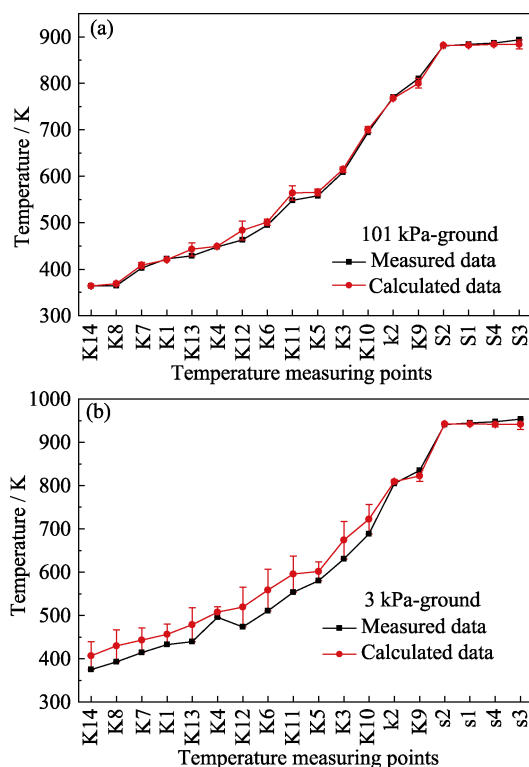 (a)
900
800
700
600
500
400
300
Temperature / K
101 kPa-ground
Measured data
Calculated data
K14 K8 K7 K1 K13 K4 K12 K6 K11 K5 K3 K10 k2 K9 S2 S1 S4 S3
Temperature measuring points
(b)
1000
900
800
700
600
500
400
300
Temperature / K
3 kPa-ground
Measured data
Calculated data
K14 K8 K7 K1 K13 K4 K12 K6 K11 K5 K3 K10 k2 K9 s2 s1 s4 s3
Temperature measuring points